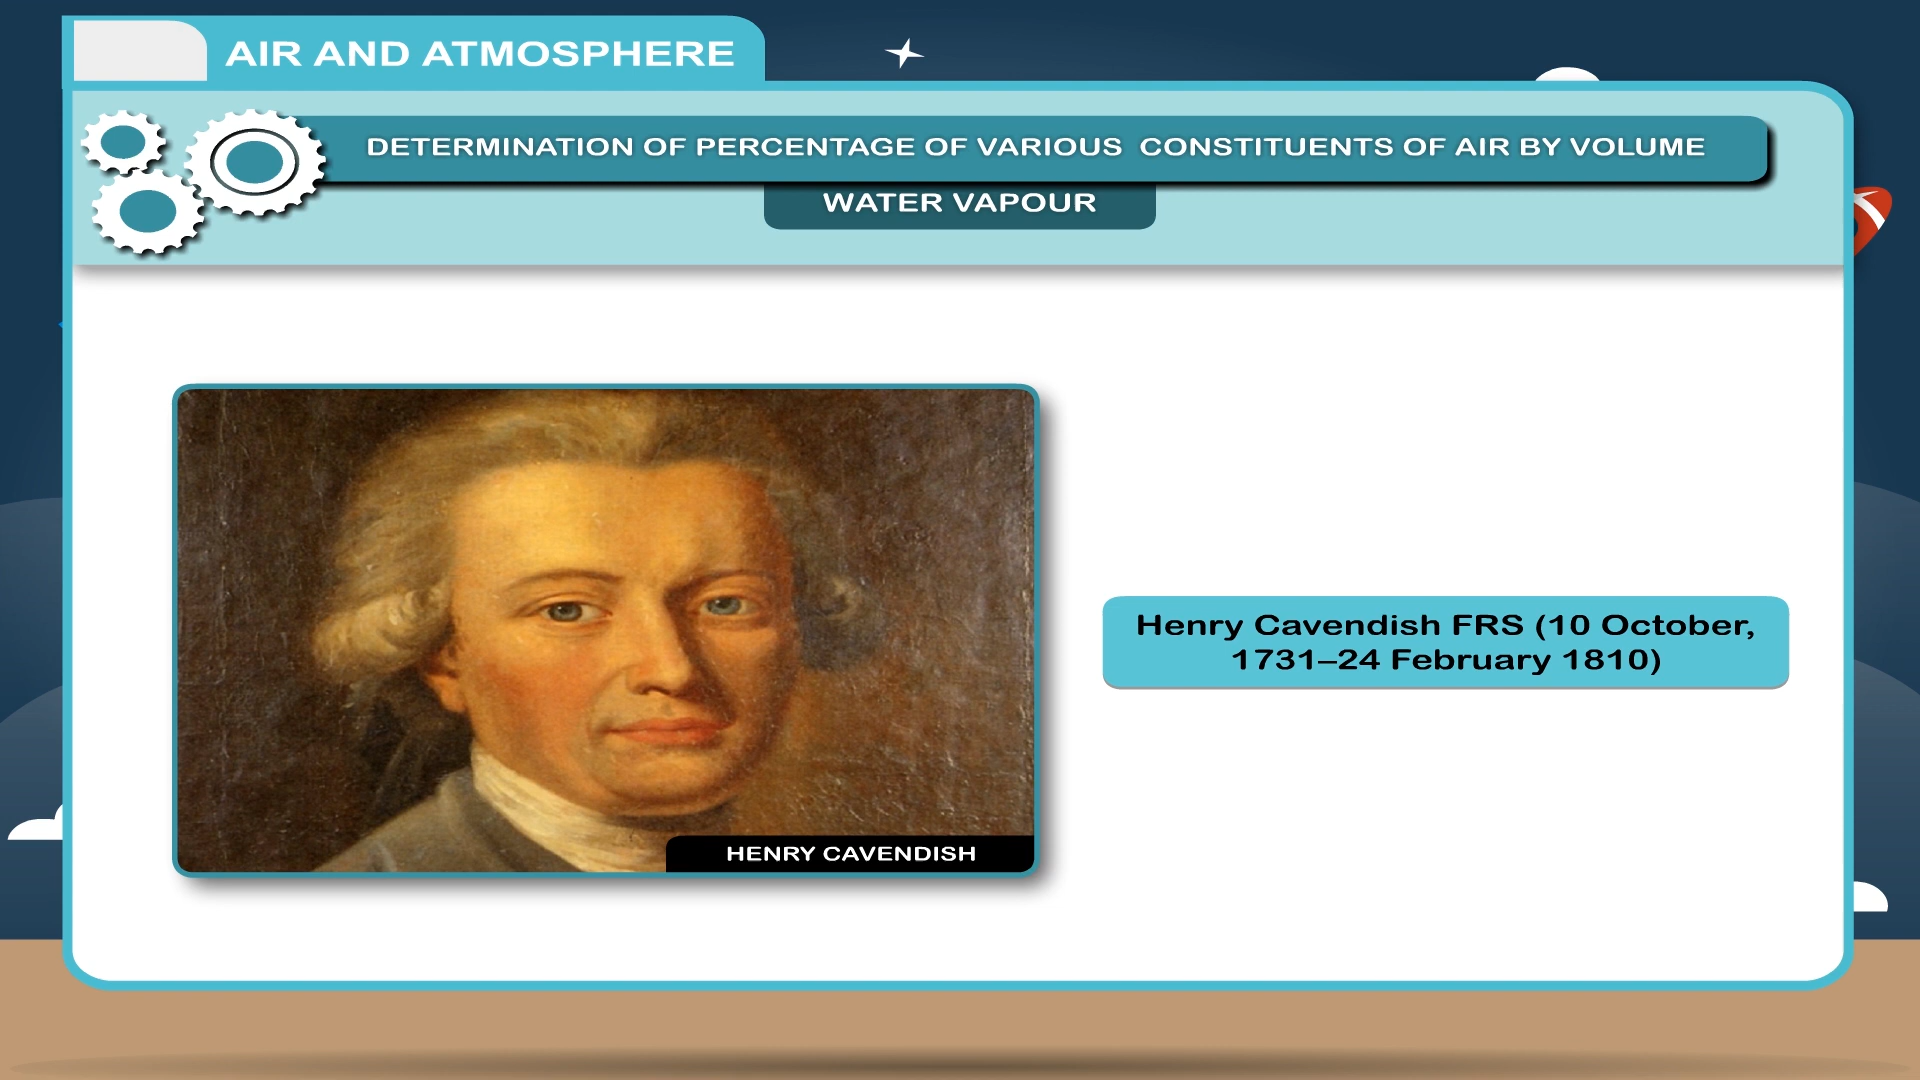 AIR AND ATMOSPHERE
DETERMINATION OF PERCENTAGE OF VARIOUS CONSTITUENTS OF AIR BY VOLUME
WATER VAPOUR
HENRY CAVENDISH
Henry Cavendish FRS (10 October,
1731–24 February 1810)